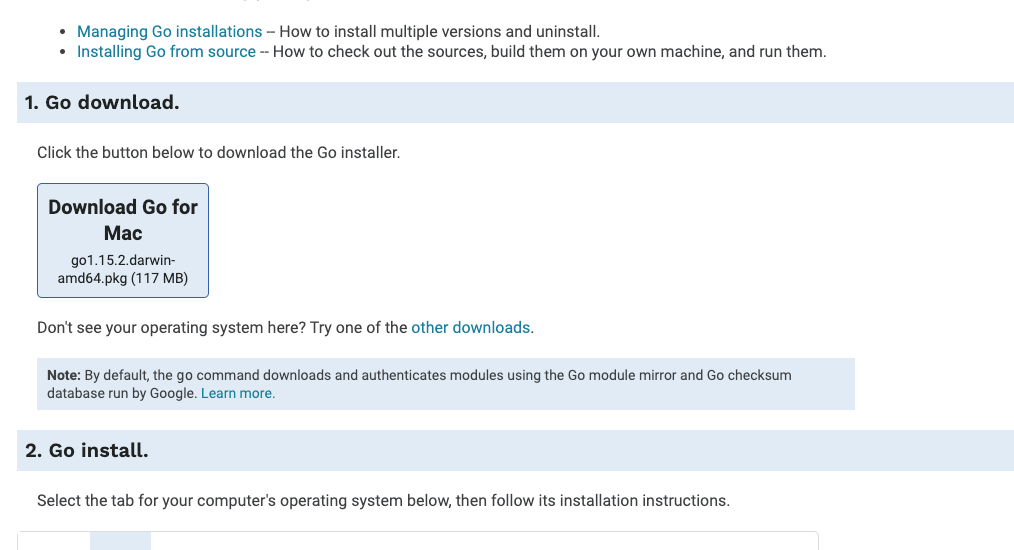 Managing Go installations -- How to install multiple versions and uninstall.
Installing Go from source -- How to check out the sources, build them on your own machine, and run them.
1. Go download.
Click the button below to download the Go installer.
Download Go for
Mac
go1.15.2.darwin-
amd64.pkg (117 MB)
Don't see your operating system here? Try one of the other downloads.
Note: By default, the go command downloads and authenticates modules using the Go module mirror and Go checksum
database run by Google. Learn more.
2. Go install.
Select the tab for your computer's operating system below, then follow its installation instructions.